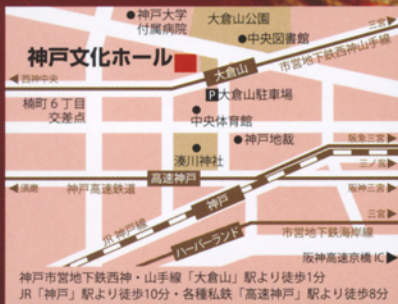 神戸大学
付属病院
大倉山公園
中央図書館
三宮
神戸文化ホール
大倉山
市営地下鉄西神山手線
西神中央
P大倉山駐車場
楠町6丁目
交差点
中央体育館
神戸地裁
阪急三宮
湊川神社
三ノ宮
高速神戸
須磨
神戸高速鉄道
阪神三宮
神戸
三宮
JR神戸線
市営地下鉄海岸線
ハーバーランド
阪神高速京橋IC
神戸市営地下鉄西神・山手線「大倉山」駅より徒歩1分
JR「神戸」駅より徒歩10分・各種私鉄「高速神戸」駅より徒歩8分